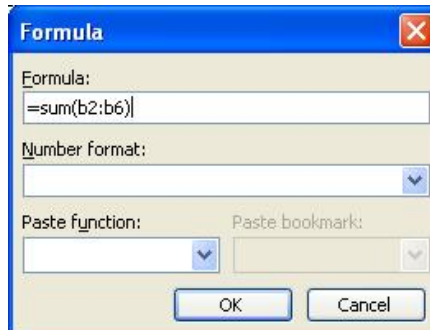 Formula
Formula:
=sum(b2:b6)
Number format:
Paste function: Paste bookmark:
OK Cancel